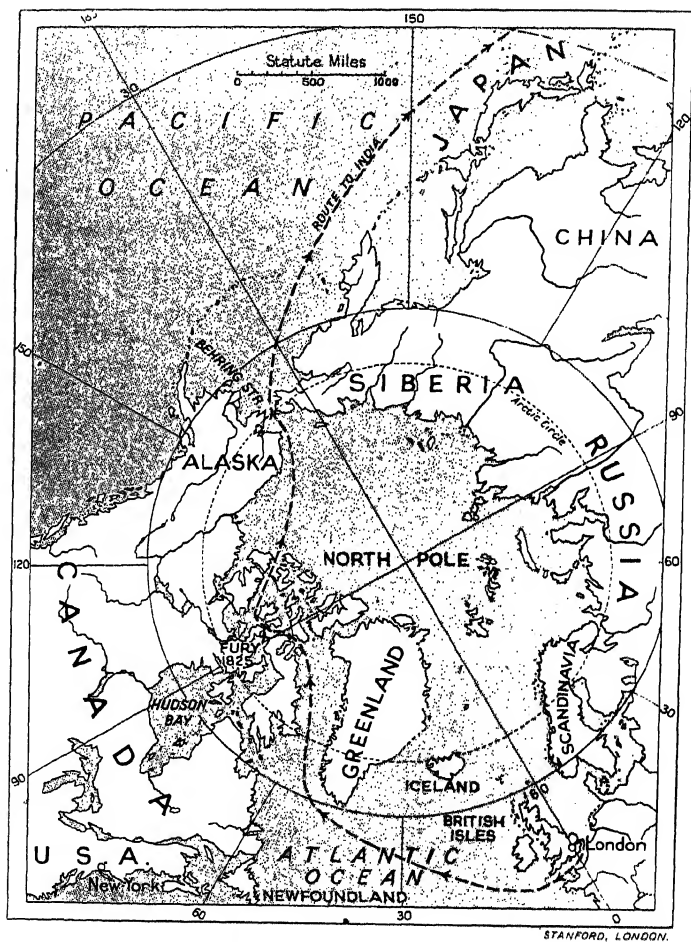 165
150
Statute Miles
0 500 1000
30
PACIFIC
OCEAN
JAPAN
120
ROUTE TO INDIA
CHINA
150
BEHRING STR.
SIBERIA
Arctic Circle
90
ALASKA
RUSSIA
NORTH POLE
120
60
CANADA
FURY
1825
GREENLAND
SCANDINAVIA
HUDSON
BAY
30
ICELAND
90
60
BRITISH
ISLES
London
U.S.A.
ATLANTIC
OCEAN
New York
NEWFOUNDLAND
60
30
0
STANFORD, LONDON.